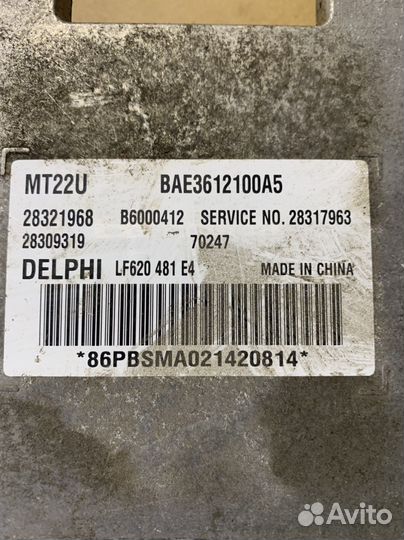 MT22U BAE3612100A5
28321968 B6000412 SERVICE NO. 28317963
28309319 70247
DELPHI LF620 481 E4 MADE IN CHINA
*86PBSMA021420814*
Avito